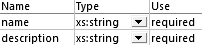 Name Type Use
name xs:string required
description xs:string required